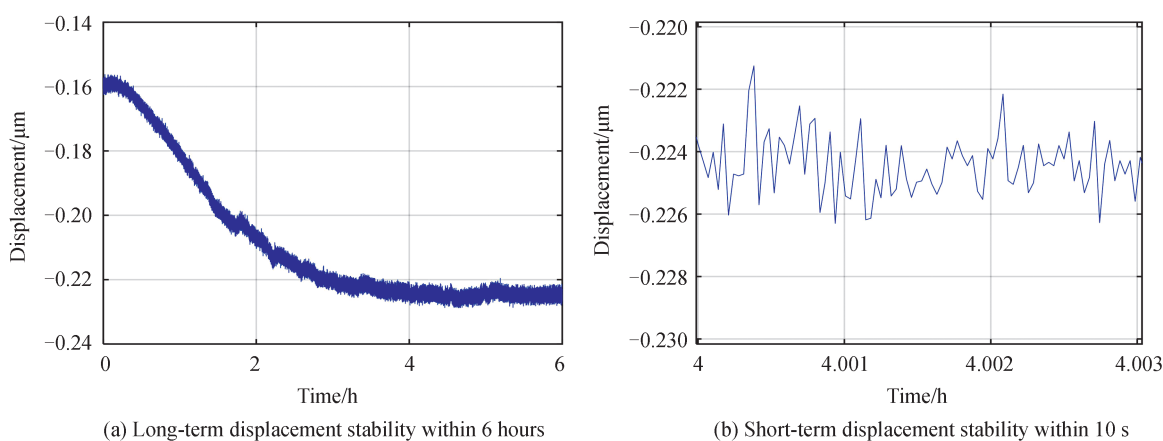 −0.14
−0.16
−0.18
−0.20
−0.22
−0.24
Displacement/μm
0 2 4 6
Time/h
(a) Long-term displacement stability within 6 hours
−0.220
−0.222
−0.224
−0.226
−0.228
−0.230
Displacement/μm
4 4.001 4.002 4.003
Time/h
(b) Short-term displacement stability within 10 s